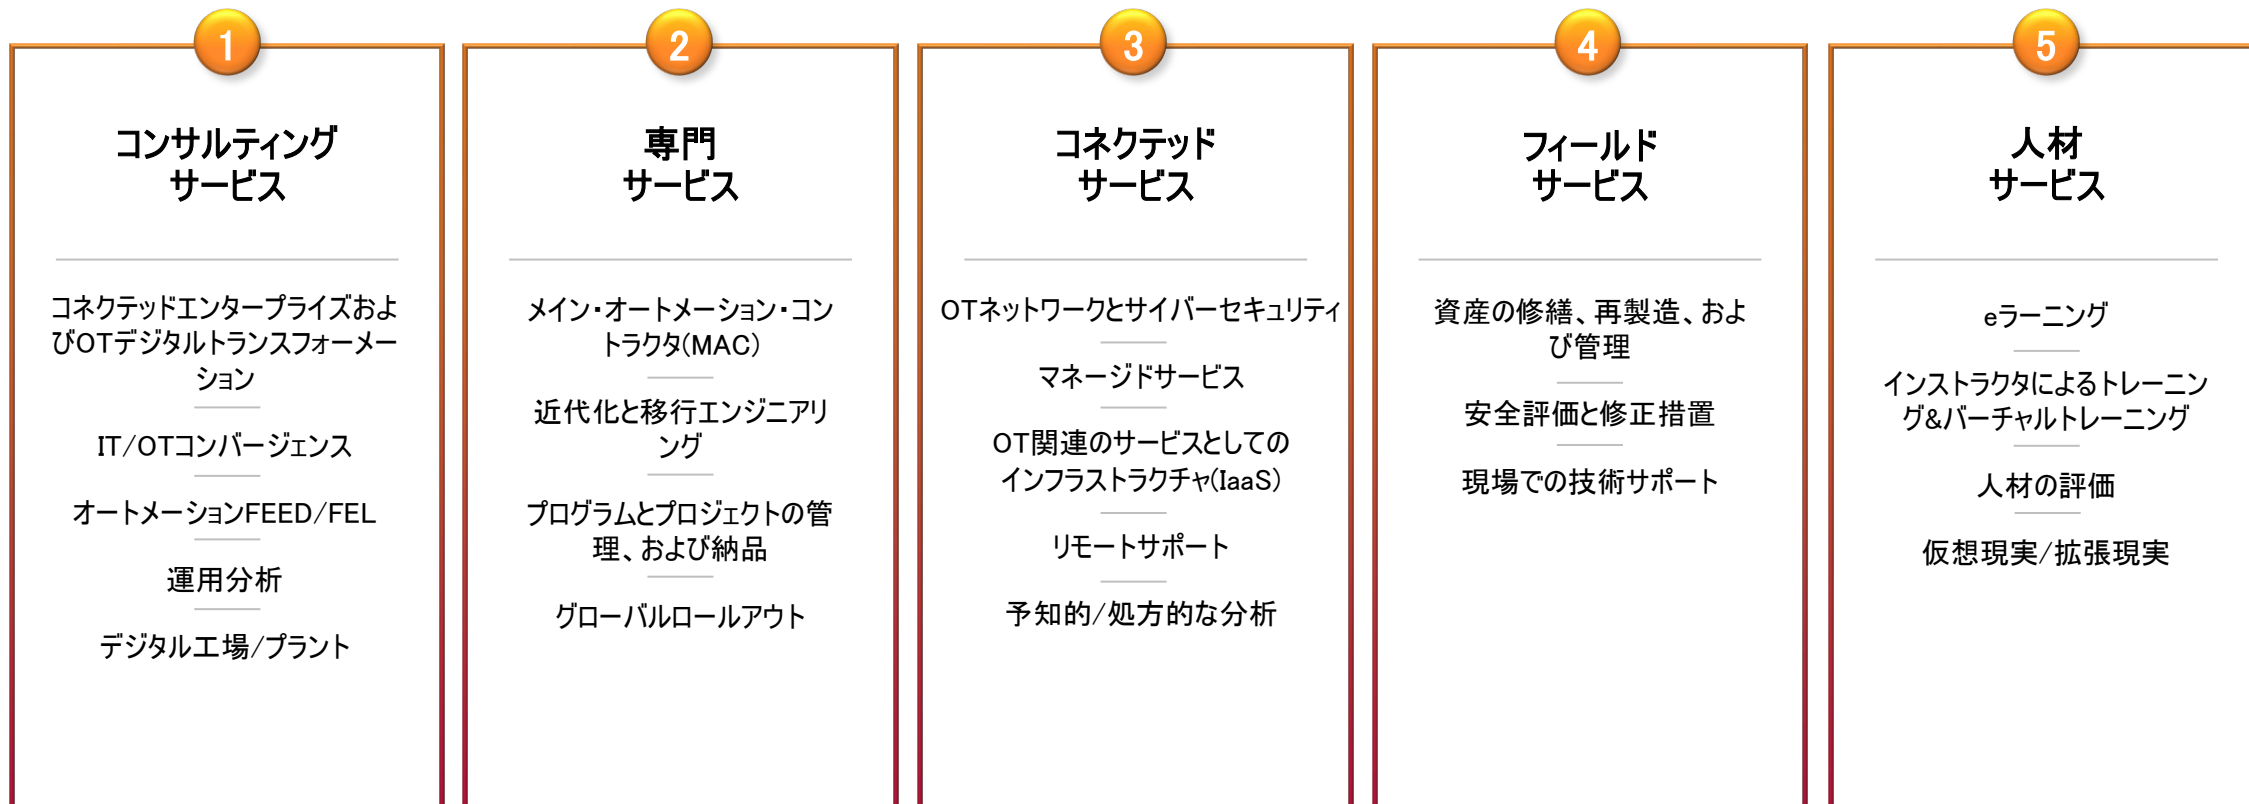 1
コンサルティング
サービス
コネクテッドエンタープライズおよ
びOTデジタルトランスフォーメー
ション
IT/OTコンバージェンス
オートメーションFEED/FEL
運用分析
デジタル工場/プラント
2
専門
サービス
メイン・オートメーション・コン
トラクタ(MAC)
近代化と移行エンジニアリ
ング
プログラムとプロジェクトの管
理、および納品
グローバルロールアウト
3
コネクテッド
サービス
OTネットワークとサイバーセキュリティ
マネージドサービス
OT関連のサービスとしての
インフラストラクチャ(IaaS)
リモートサポート
予知的/処方的な分析
4
フィールド
サービス
資産の修繕、再製造、およ
び管理
安全評価と修正措置
現場での技術サポート
5
人材
サービス
eラーニング
インストラクタによるトレーニン
グ&バーチャルトレーニング
人材の評価
仮想現実/拡張現実